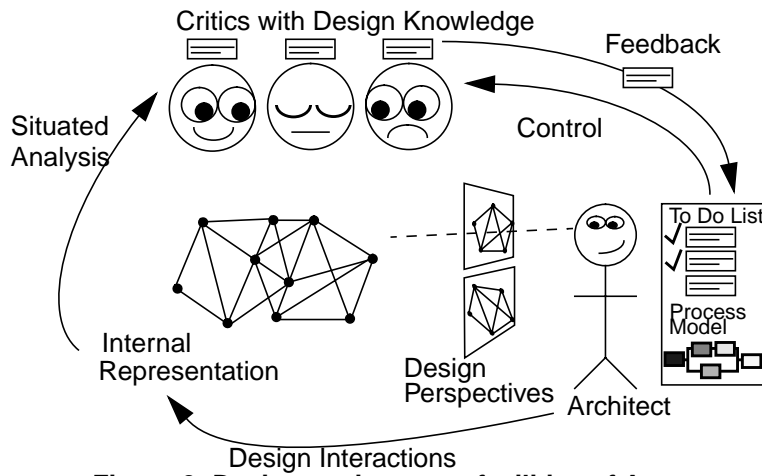 Critics with Design Knowledge
Feedback
Control
Situated
Analysis
To Do List
Process
Model
Internal
Representation
Design
Perspectives
Architect
Design Interactions